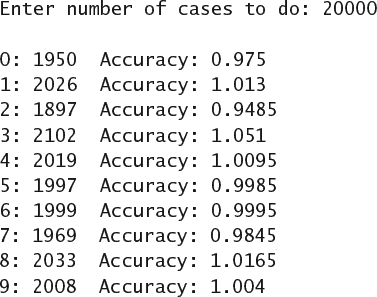 Enter number of cases to do: 20000
0: 1950 Accuracy: 0.975
1: 2026 Accuracy: 1.013
2: 1897 Accuracy: 0.9485
3: 2102 Accuracy: 1.051
4: 2019 Accuracy: 1.0095
5: 1997 Accuracy: 0.9985
6: 1999 Accuracy: 0.9995
7: 1969 Accuracy: 0.9845
8: 2033 Accuracy: 1.0165
9: 2008 Accuracy: 1.004